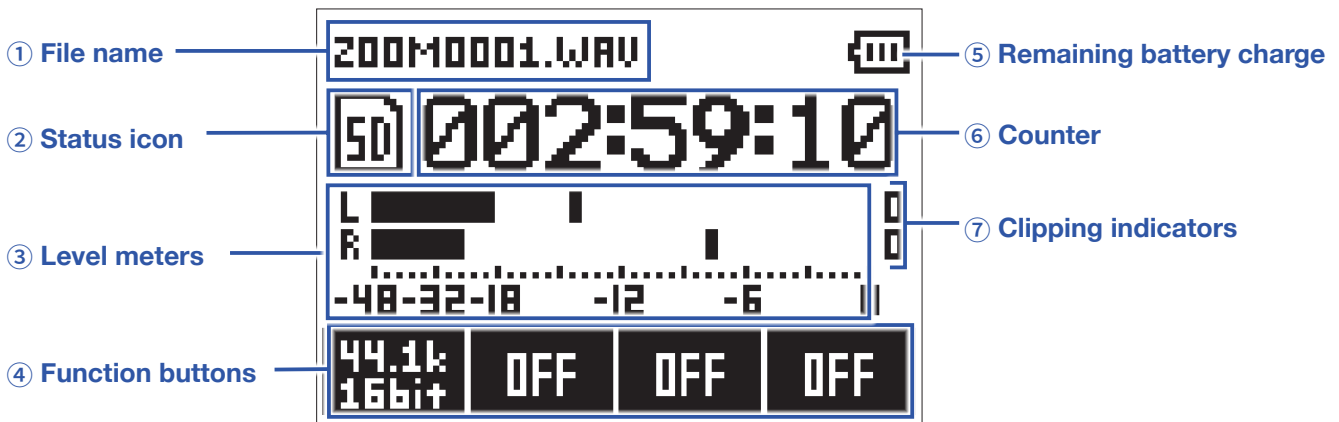 ① File name
ZOOM0001.WAV
⑤ Remaining battery charge
② Status icon
SD
002:59:10
⑥ Counter
L
R
⑦ Clipping indicators
③ Level meters
-48-32-18 -12 -6 0
④ Function buttons
44.1k
16bit
OFF OFF OFF